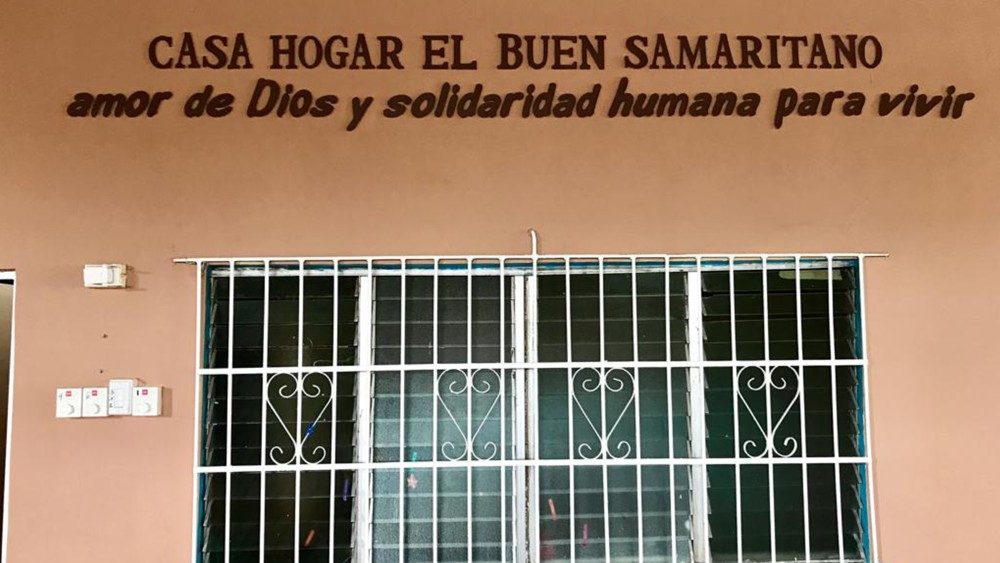 CASA HOGAR EL BUEN SAMARITANO
amor de Dios y solidaridad humana para vivir